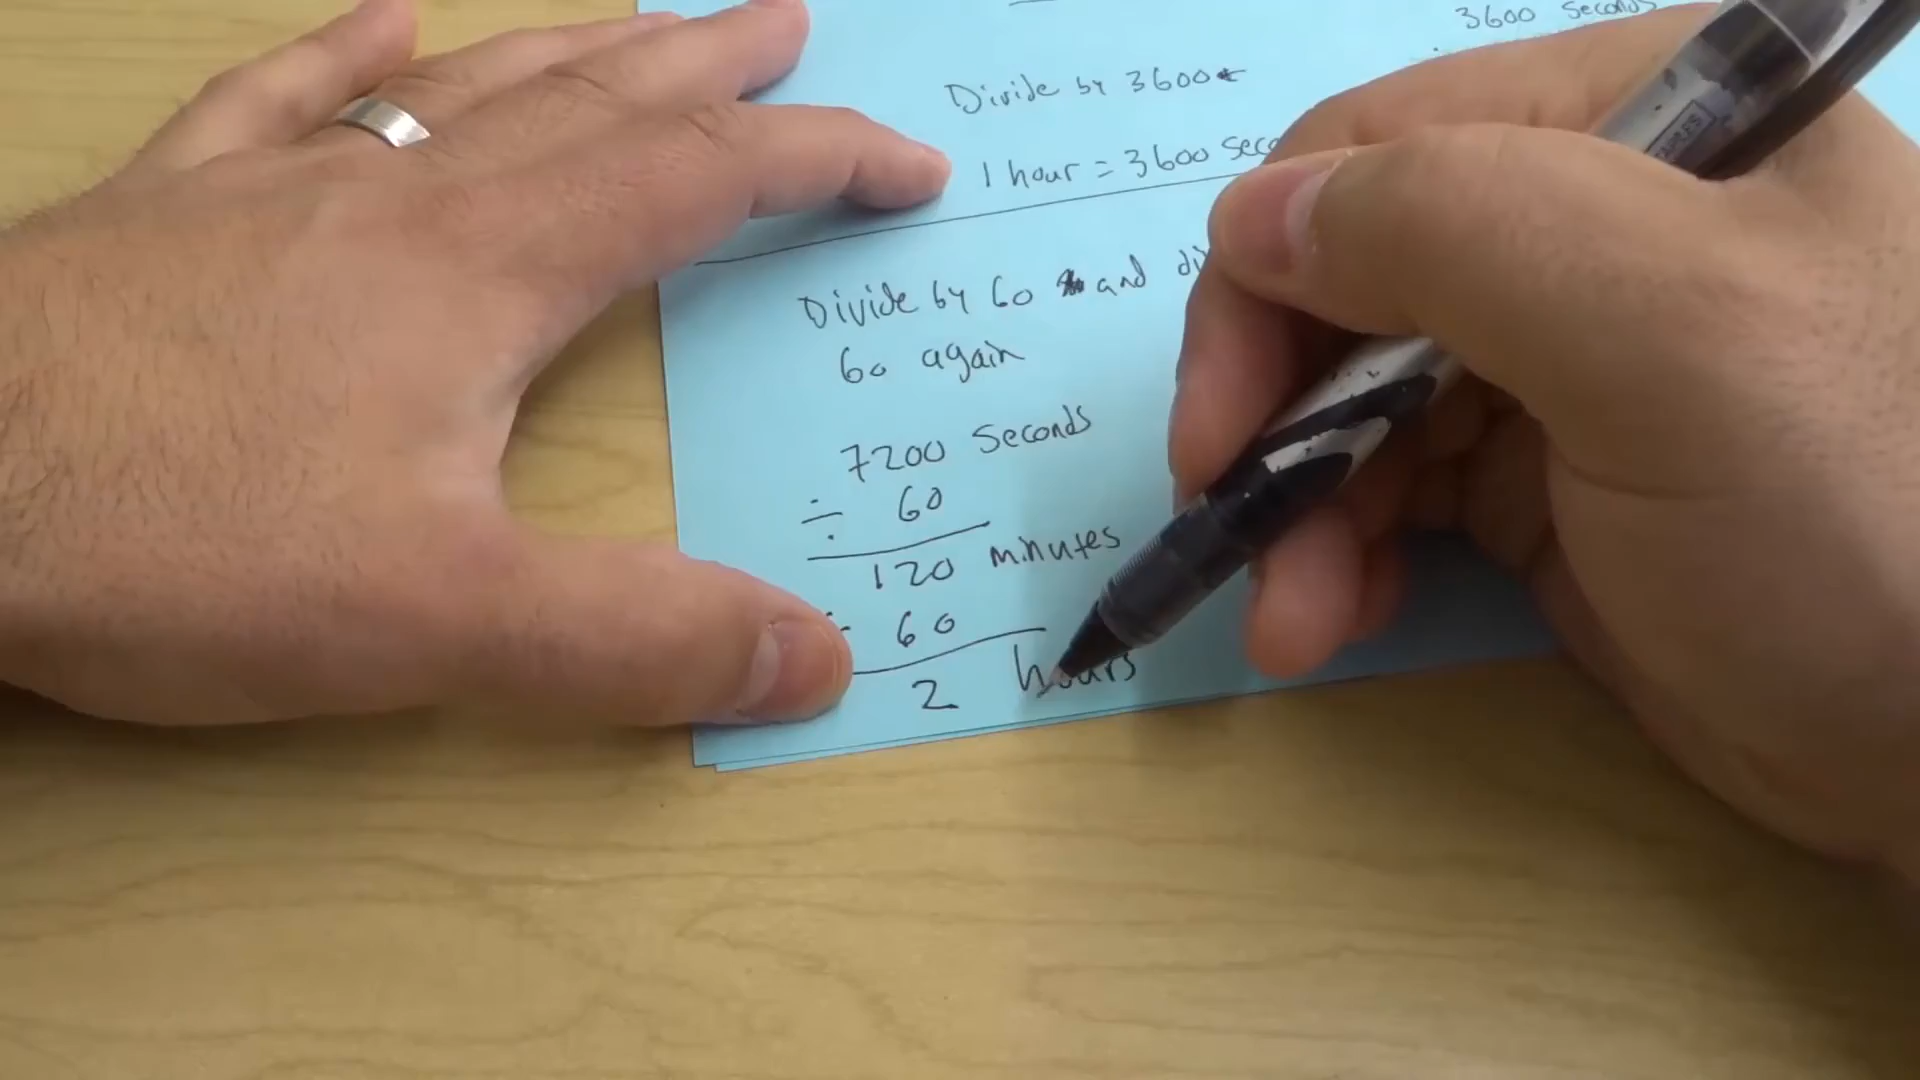 3600 Seconds
Divide by 3600
1 hour = 3600
Divide by 60 and
60 again
7200 Seconds
÷ 60
120 minutes
÷ 60
2 hours